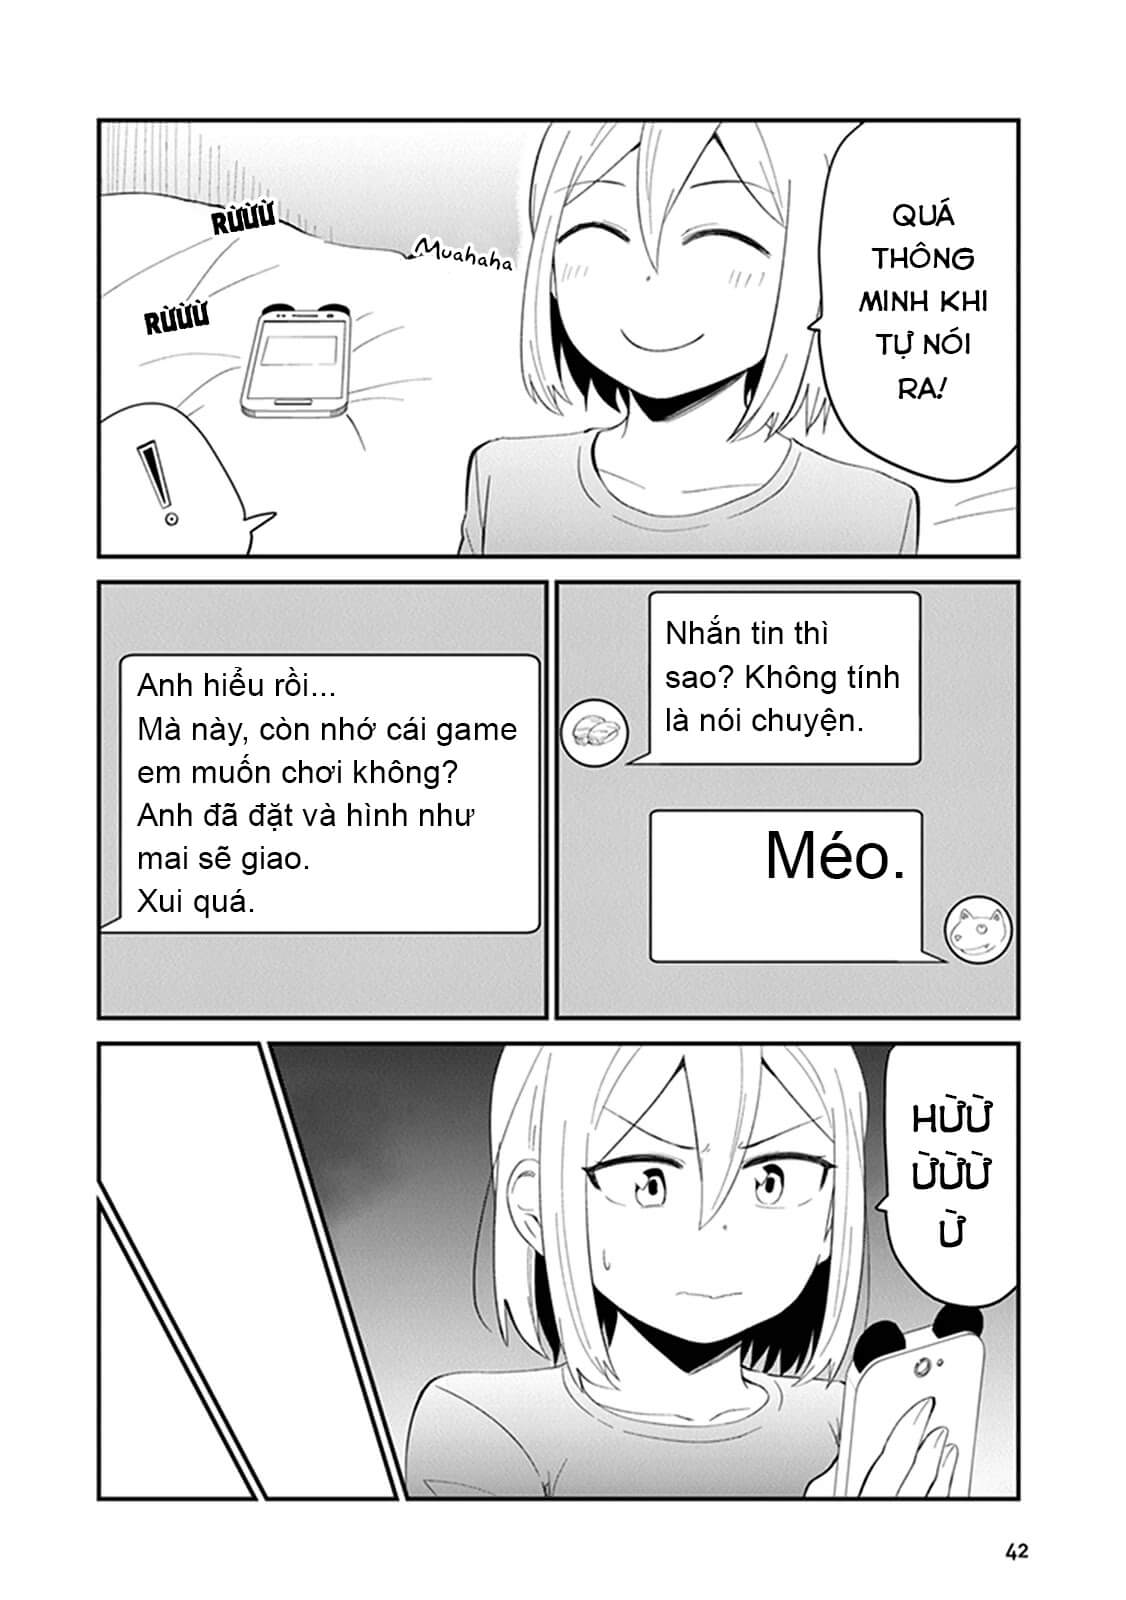 QUÁ
THÔNG
MINH KHI
TỰ NÓI
RA!
Muahaha
RỪỪỪ
RỪỪỪ
!
Nhắn tin thì
sao? Không tính
là nói chuyện.
Méo.
Anh hiểu rồi...
Mà này, còn nhớ cái game
em muốn chơi không?
Anh đã đặt và hình như
mai sẽ giao.
Xui quá.
HỪỪ
ỪỪỪ
Ừ
42